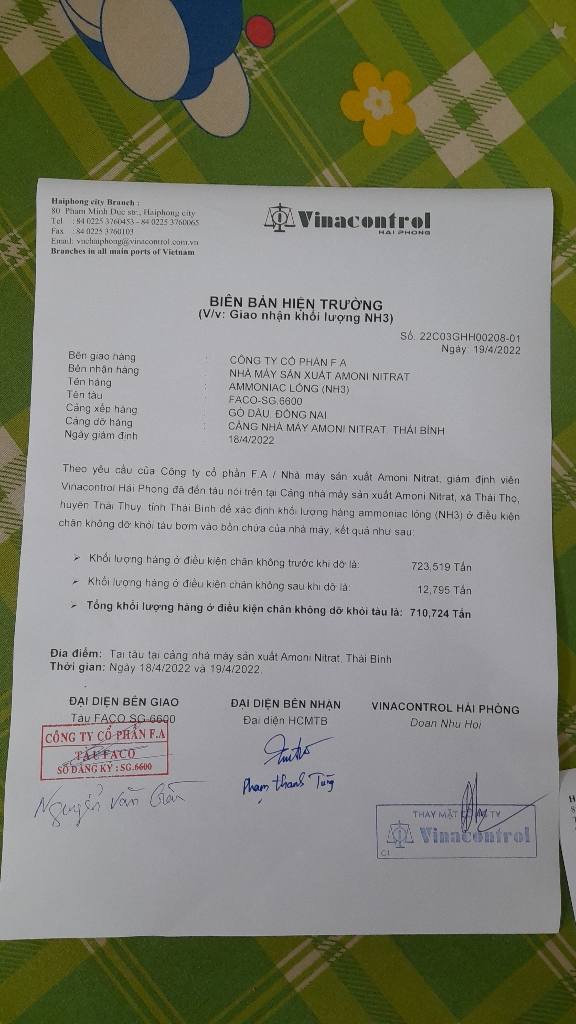 Haiphong city Branch :
80 Pham Minh Duc str., Haiphong city
Tel : 84 0225 3760453 - 84 0225 3760065
Fax : 84 0225 3760103
Email: vnchaiphong@vinacontrol.com.vn
Branches in all main ports of Vietnam
Vinacontrol
HAI PHONG
BIÊN BẢN HIỆN TRƯỜNG
(V/v: Giao nhận khối lượng NH3)
Số: 22C03GHH00208-01
Ngày: 19/4/2022
Bên giao hàng : CÔNG TY CỔ PHẦN F.A
Bên nhận hàng : NHÀ MÁY SẢN XUẤT AMONI NITRAT
Tên hàng : AMMONIAC LỎNG (NH3)
Tên tàu : FACO-SG.6600
Cảng xếp hàng : GÒ DẦU, ĐỒNG NAI
Cảng dỡ hàng : CẢNG NHÀ MÁY AMONI NITRAT, THÁI BÌNH
Ngày giám định : 18/4/2022
Theo yêu cầu của Công ty cổ phần F.A / Nhà máy sản xuất Amoni Nitrat, giám định viên
Vinacontrol Hải Phòng đã đến tàu nói trên tại Cảng nhà máy sản xuất Amoni Nitrat, xã Thái Thọ,
huyện Thái Thụy, tỉnh Thái Bình để xác định khối lượng hàng ammoniac lỏng (NH3) ở điều kiện
chân không dỡ khỏi tàu bơm vào bồn chứa của nhà máy, kết quả như sau:
➢ Khối lượng hàng ở điều kiện chân không trước khi dỡ là: 723,519 Tấn
➢ Khối lượng hàng ở điều kiện chân không sau khi dỡ là: 12,795 Tấn
➢ Tổng khối lượng hàng ở điều kiện chân không dỡ khỏi tàu là: 710,724 Tấn
Địa điểm: Tại tàu tại cảng nhà máy sản xuất Amoni Nitrat, Thái Bình
Thời gian: Ngày 18/4/2022 và 19/4/2022.
ĐẠI DIỆN BÊN GIAO
Tàu FACO SG-6600
CÔNG TY CỔ PHẦN F.A
TÀU FACO
SỐ ĐĂNG KÝ : SG.6600
Nguyễn Văn
ĐẠI DIỆN BÊN NHẬN
Đại diện HCMTB
Phạm Thanh Tùng
VINACONTROL HẢI PHÒNG
Doan Nhu Hoi
THAY MẶT CÔNG TY
Vinacontrol
CI